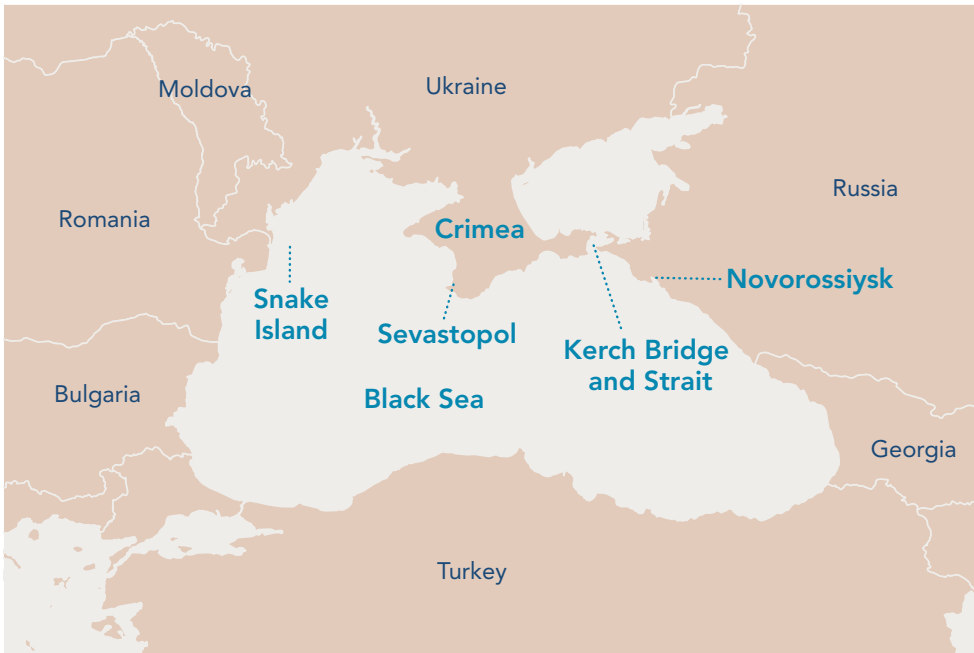 Ukraine
Moldova
Russia
Romania
Crimea
Novorossiysk
Snake
Island
Sevastopol
Kerch Bridge
and Strait
Bulgaria
Black Sea
Georgia
Turkey